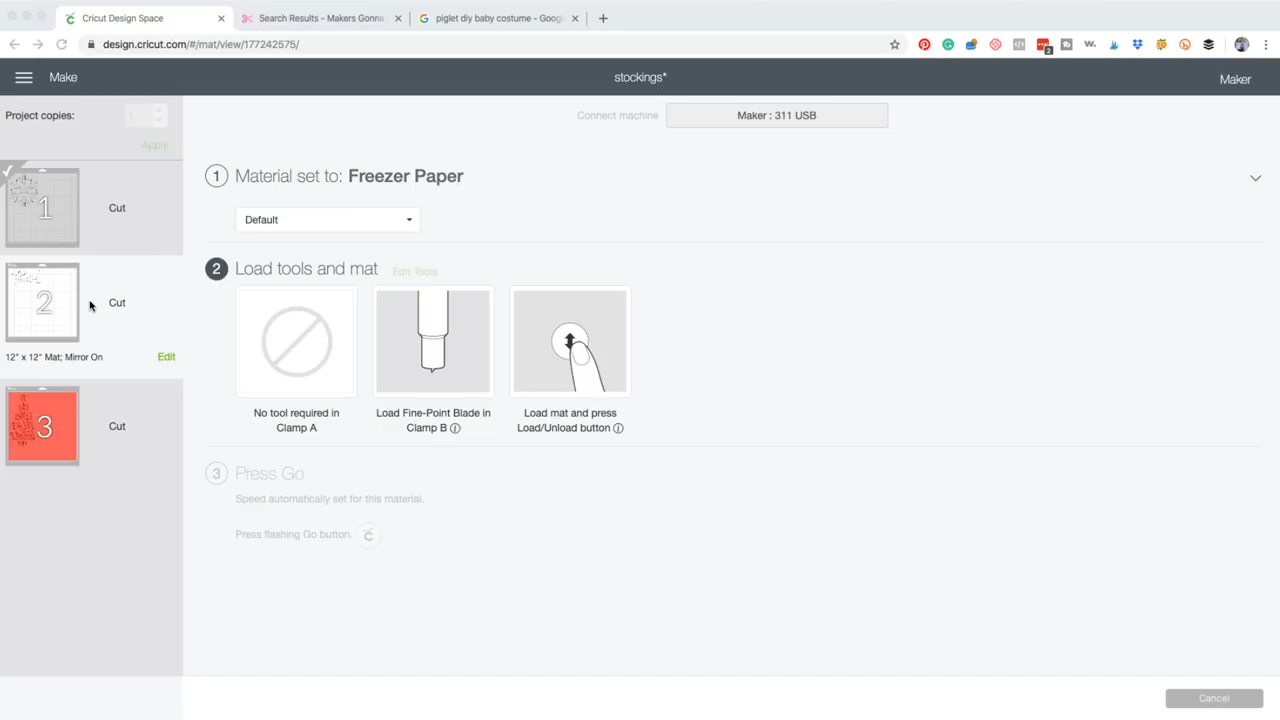 Cricut Design Space
Search Results - Makers Gonna
piglet diy baby costume - Goog
design.cricut.com/#/mat/view/177242575/
2
w.
Make
stockings*
Maker
Project copies:
1
Apply
Connect machine
Maker : 311 USB
1
Cut
1 Material set to: Freezer Paper
Default
2 Load tools and mat
Edit Tools
2
Cut
12" x 12" Mat; Mirror On
Edit
3
Cut
No tool required in
Clamp A
Load Fine-Point Blade in
Clamp B
Load mat and press
Load/Unload button
3 Press Go
Speed automatically set for this material.
Press flashing Go button.
Cancel